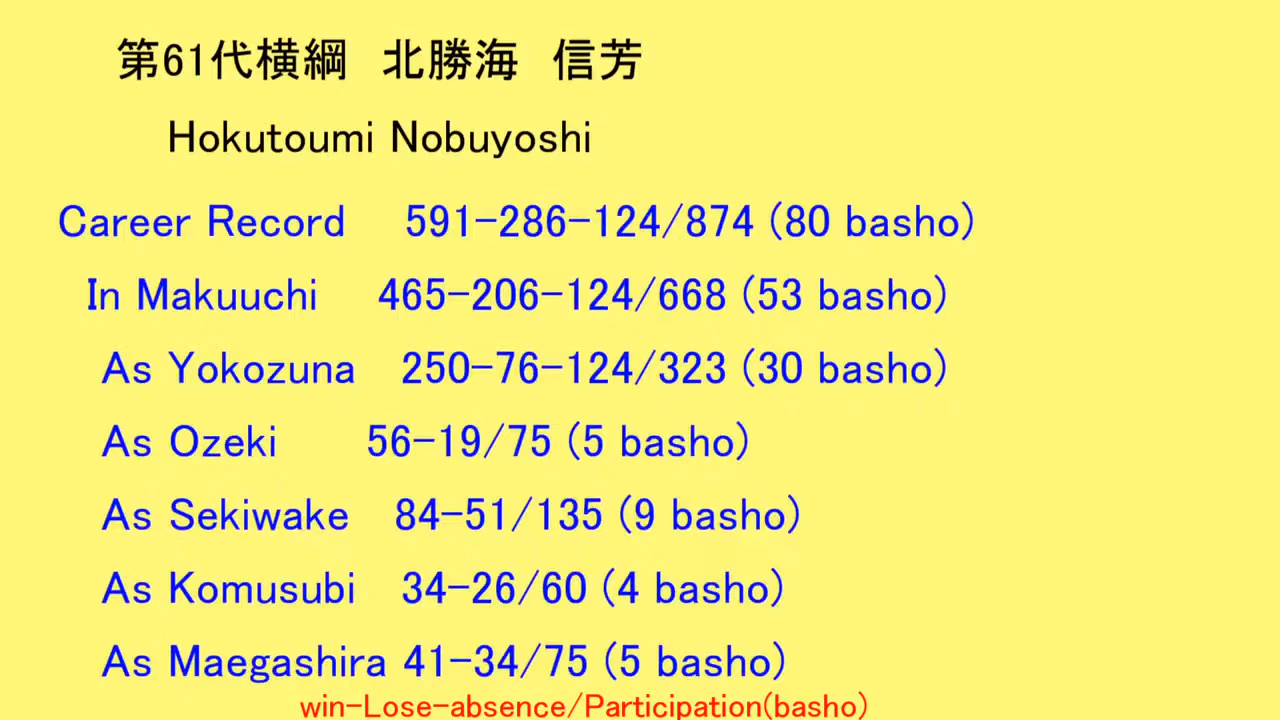 第61代横綱　北勝海　信芳
Hokutoumi Nobuyoshi
Career Record 591-286-124/874 (80 basho)
In Makuuchi 465-206-124/668 (53 basho)
As Yokozuna 250-76-124/323 (30 basho)
As Ozeki 56-19/75 (5 basho)
As Sekiwake 84-51/135 (9 basho)
As Komusubi 34-26/60 (4 basho)
As Maegashira 41-34/75 (5 basho)
win-Lose-absence/Participation(basho)